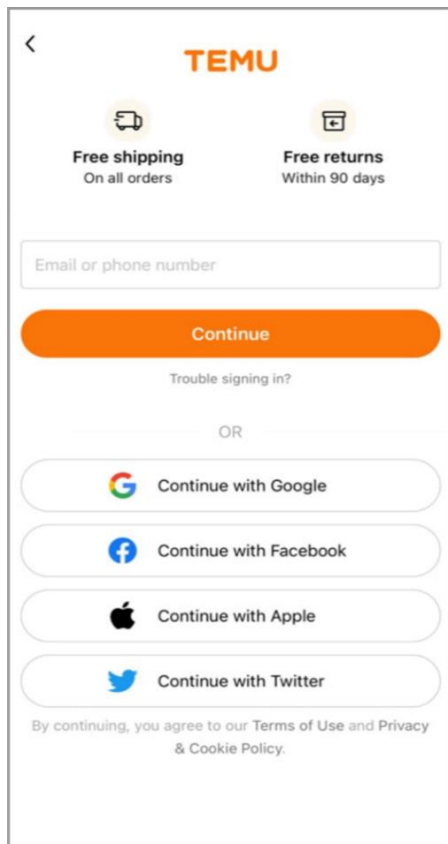 TEMU
Free shipping
On all orders
Free returns
Within 90 days
Email or phone number
Continue
Trouble signing in?
OR
Continue with Google
Continue with Facebook
Continue with Apple
Continue with Twitter
By continuing, you agree to our Terms of Use and Privacy
& Cookie Policy.